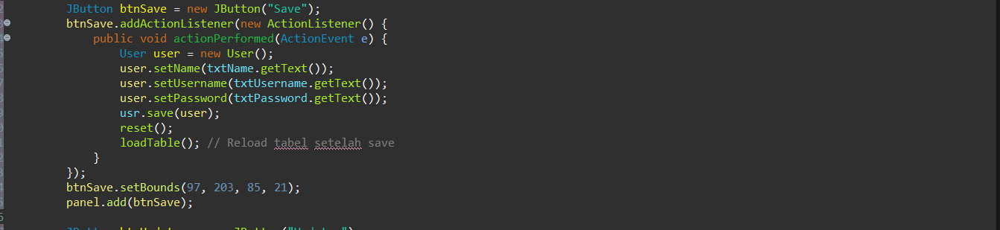 JButton btnSave = new JButton("Save");
btnSave.addActionListener(new ActionListener() {
public void actionPerformed(ActionEvent e) {
User user = new User();
user.setName(txtName.getText());
user.setUsername(txtUsername.getText());
user.setPassword(txtPassword.getText());
usr.save(user);
reset();
loadTable(); // Reload tabel setelah save
}
});
btnSave.setBounds(97, 203, 85, 21);
panel.add(btnSave);